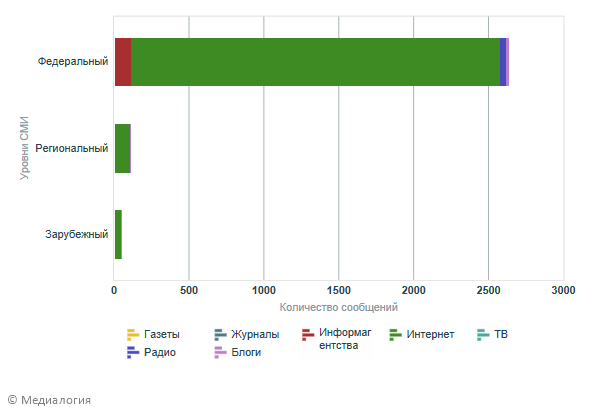 Уровни СМИ
Федеральный
Региональный
Зарубежный
0 500 1000 1500 2000 2500 3000
Количество сообщений
Газеты Журналы Информаг
ентства Интернет ТВ
Радио Блоги
© Медиалогия